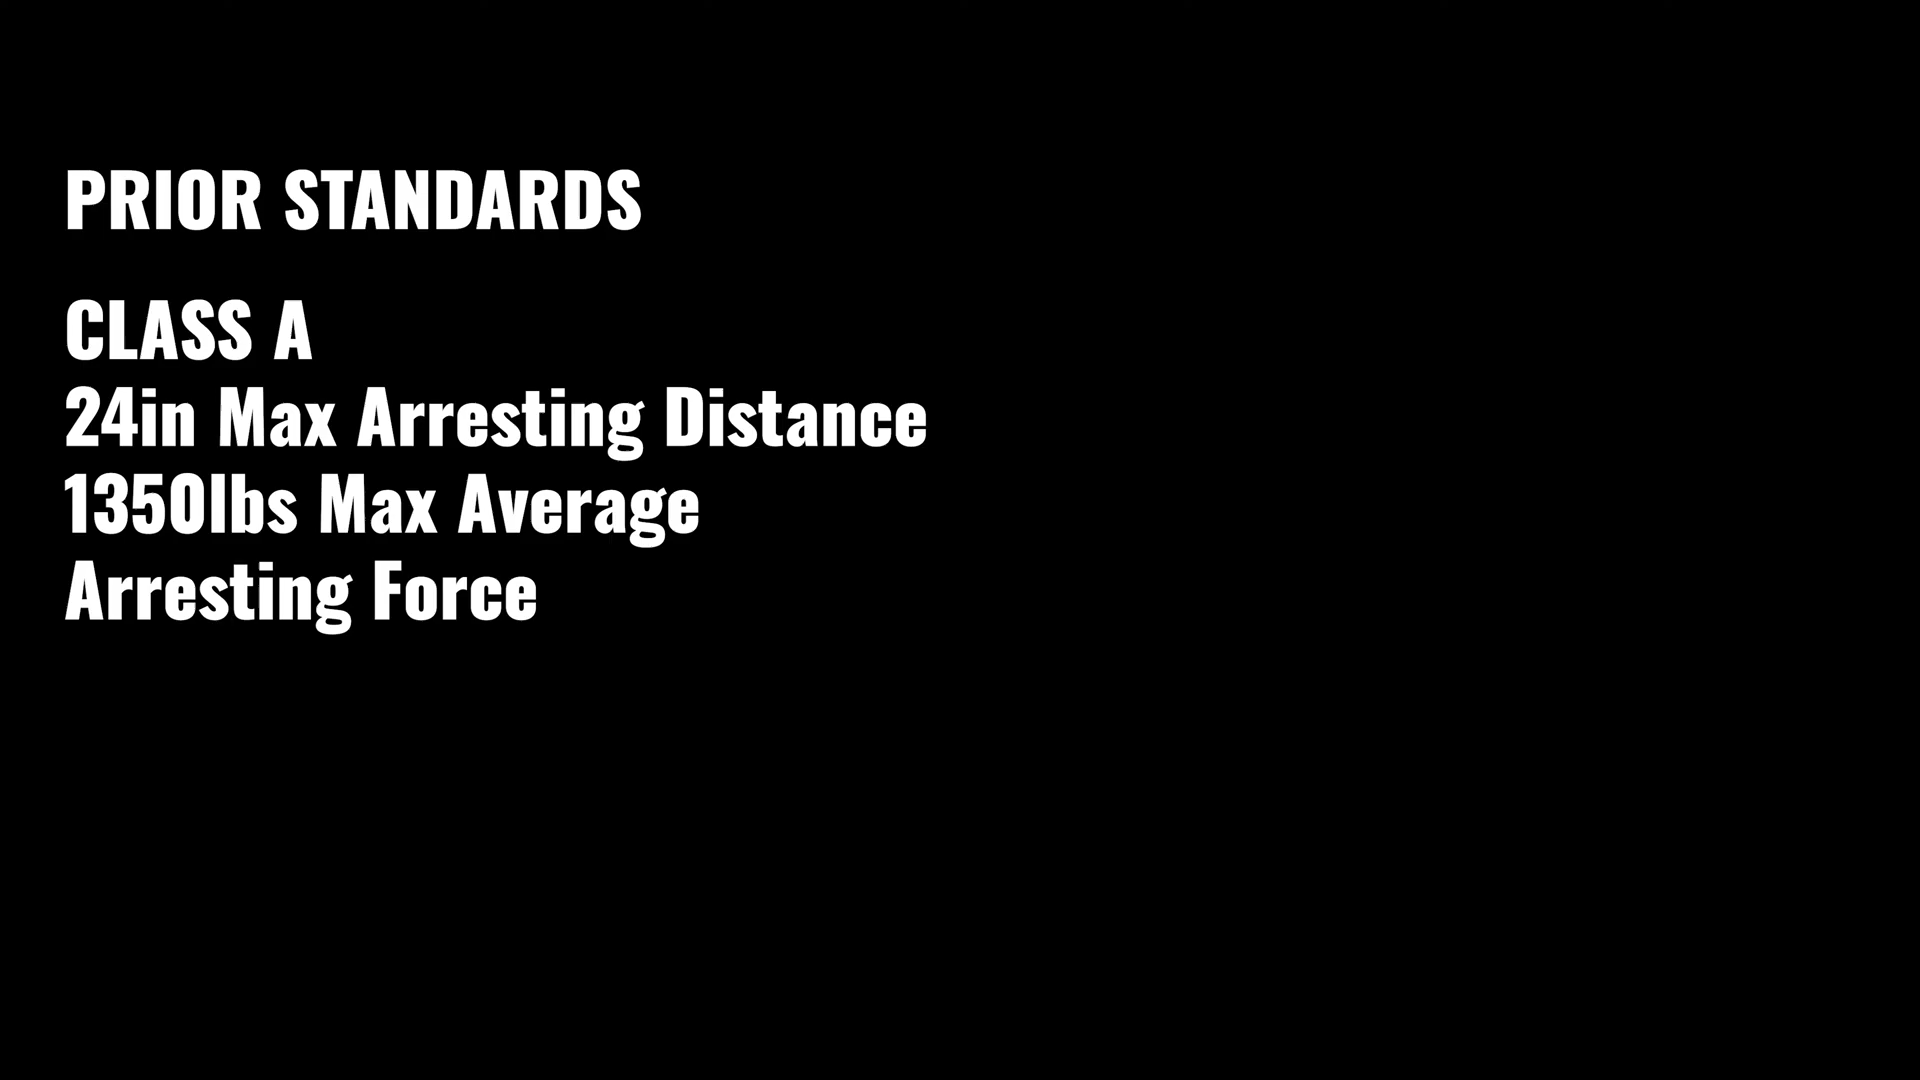 PRIOR STANDARDS
CLASS A
24in Max Arresting Distance
1350lbs Max Average
Arresting Force